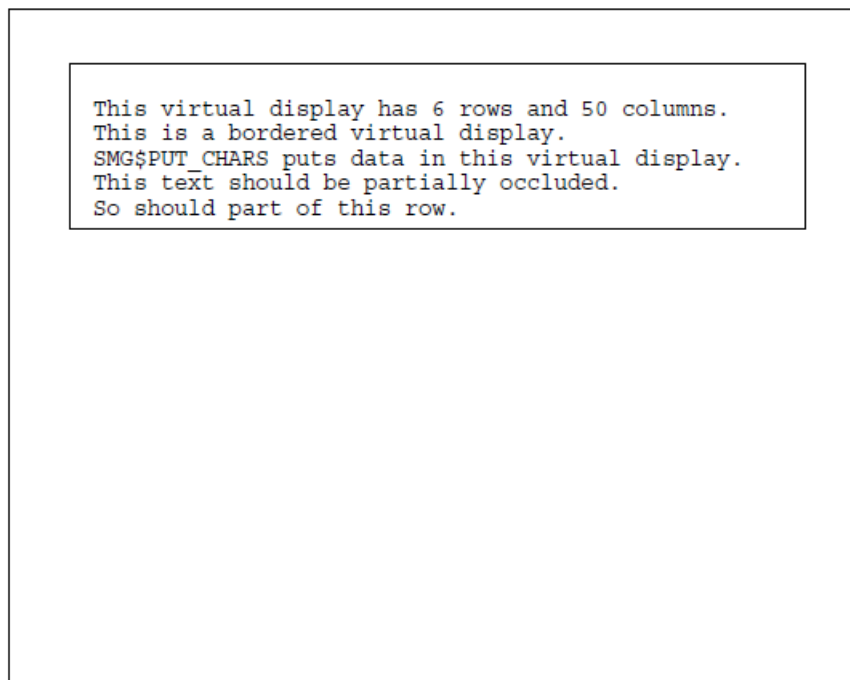 This virtual display has 6 rows and 50 columns.
This is a bordered virtual display.
SMG$PUT_CHARS puts data in this virtual display.
This text should be partially occluded.
So should part of this row.